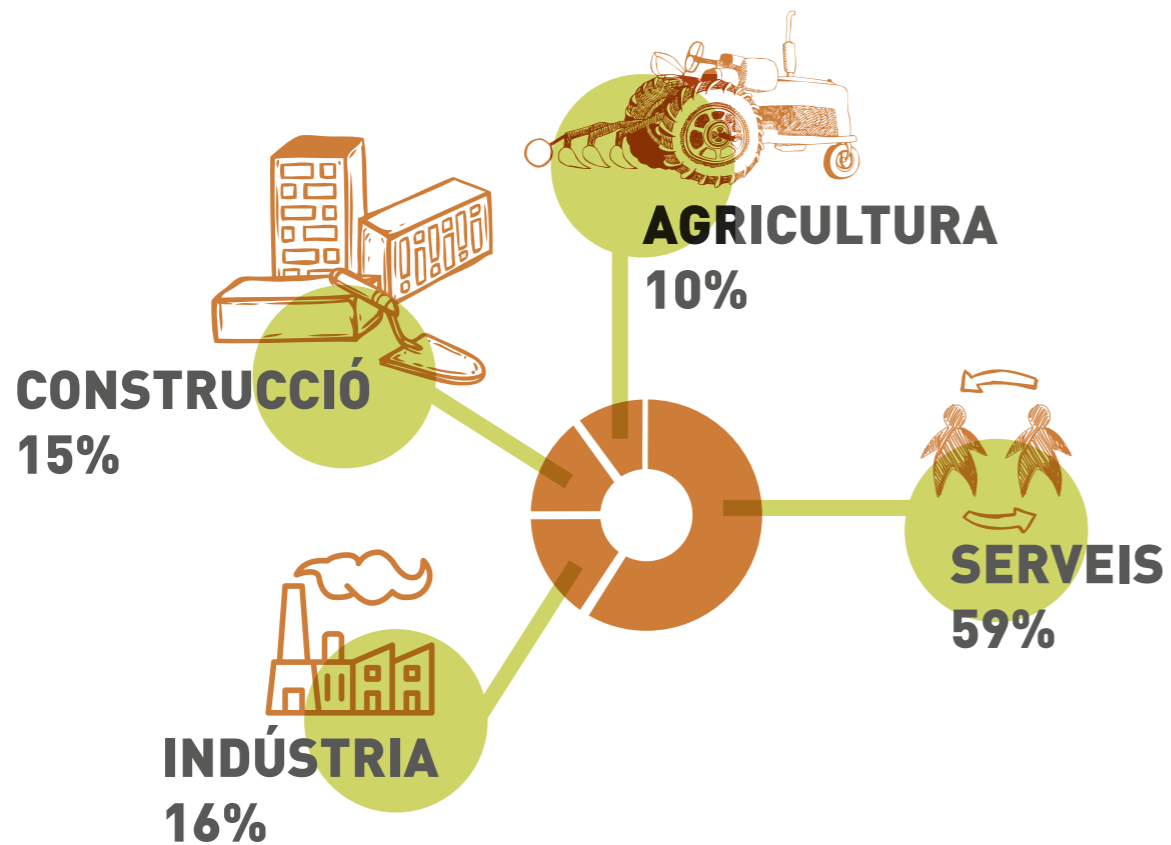 AGRICULTURA
10%
CONSTRUCCIÓ
15%
SERVEIS
59%
INDÚSTRIA
16%